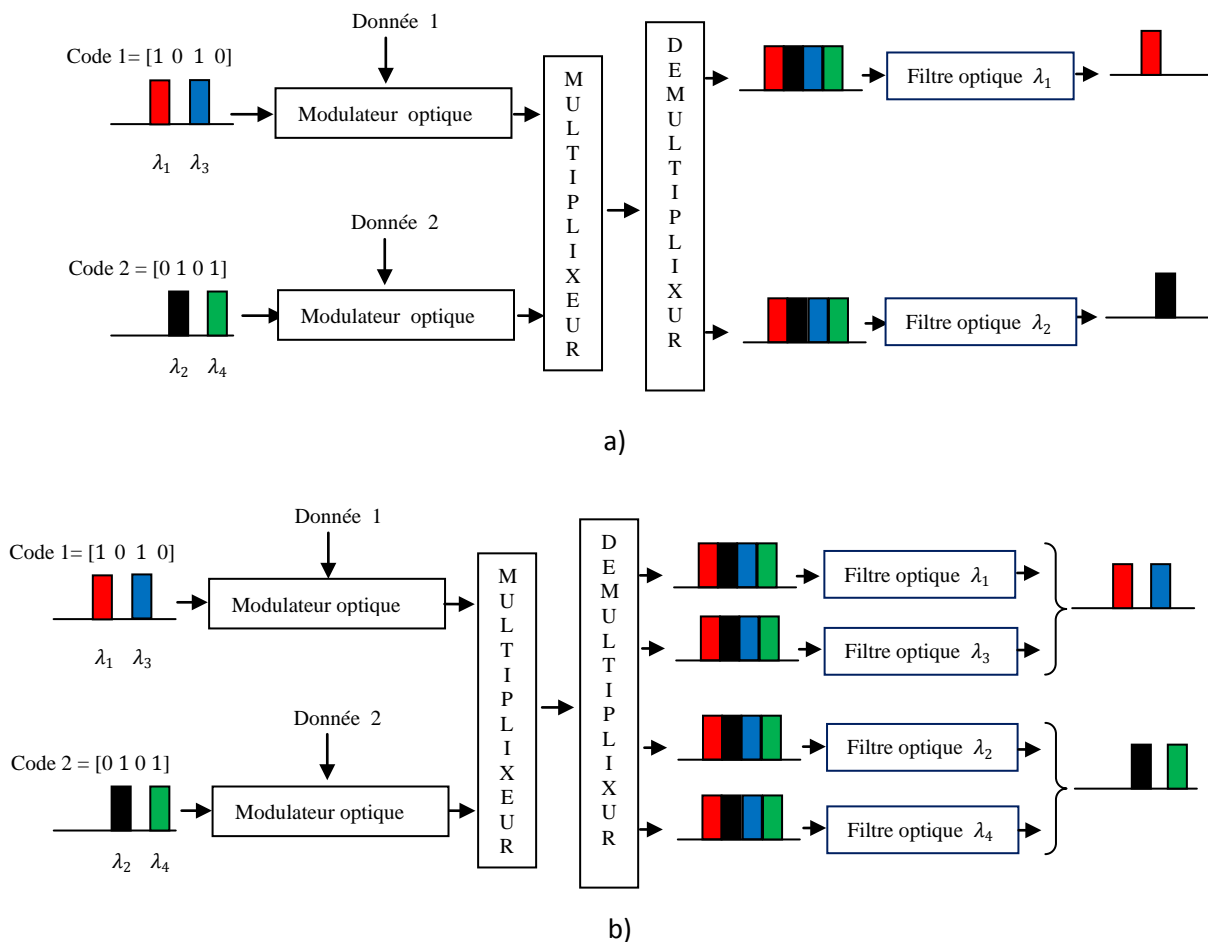 Donnée 1
Code 1= [1 0 1 0]
Modulateur optique
λ1 λ3
Donnée 2
Code 2 = [0 1 0 1]
Modulateur optique
λ2 λ4
MULTIPLIXEUR
DEMULTIPLIXUR
Filtre optique λ1
Filtre optique λ2
a)
Donnée 1
Code 1= [1 0 1 0]
Modulateur optique
λ1 λ3
Donnée 2
Code 2 = [0 1 0 1]
Modulateur optique
λ2 λ4
MULTIPLIXEUR
DEMULTIPLIXUR
Filtre optique λ1
Filtre optique λ3
Filtre optique λ2
Filtre optique λ4
b)